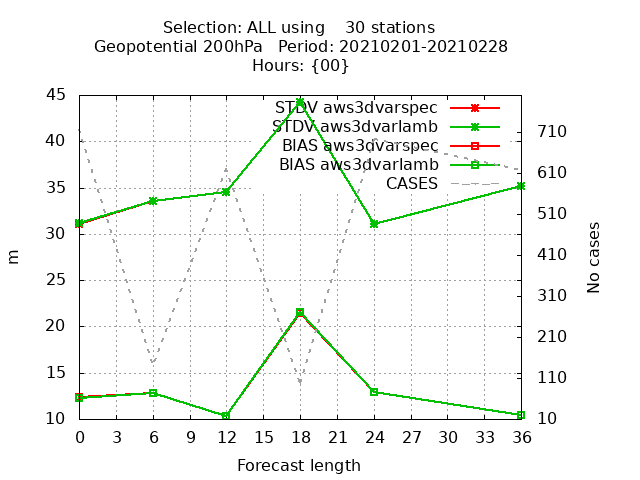 Selection: ALL using    30 stations
Geopotential 200hPa   Period: 20210201-20210228
Hours: {00}
STDV aws3dvarspec
STDV aws3dvarlamb
BIAS aws3dvarspec
BIAS aws3dvarlamb
CASES
45
40
35
30
25
20
15
10
m
710
610
510
410
310
210
110
10
No cases
0 3 6 9 12 15 18 21 24 27 30 33 36
Forecast length